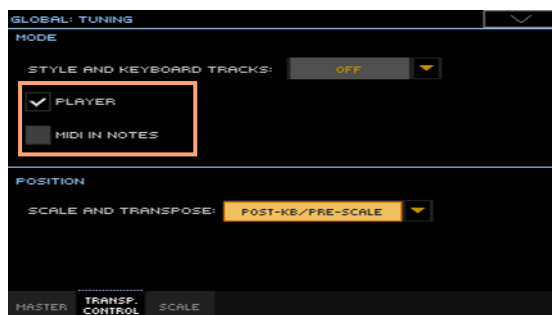 GLOBAL: TUNING
MODE
STYLE AND KEYBOARD TRACKS: OFF
PLAYER
MIDI IN NOTES
POSITION
SCALE AND TRANSPOSE: POST-KB/PRE-SCALE
MASTER TRANSP. CONTROL SCALE